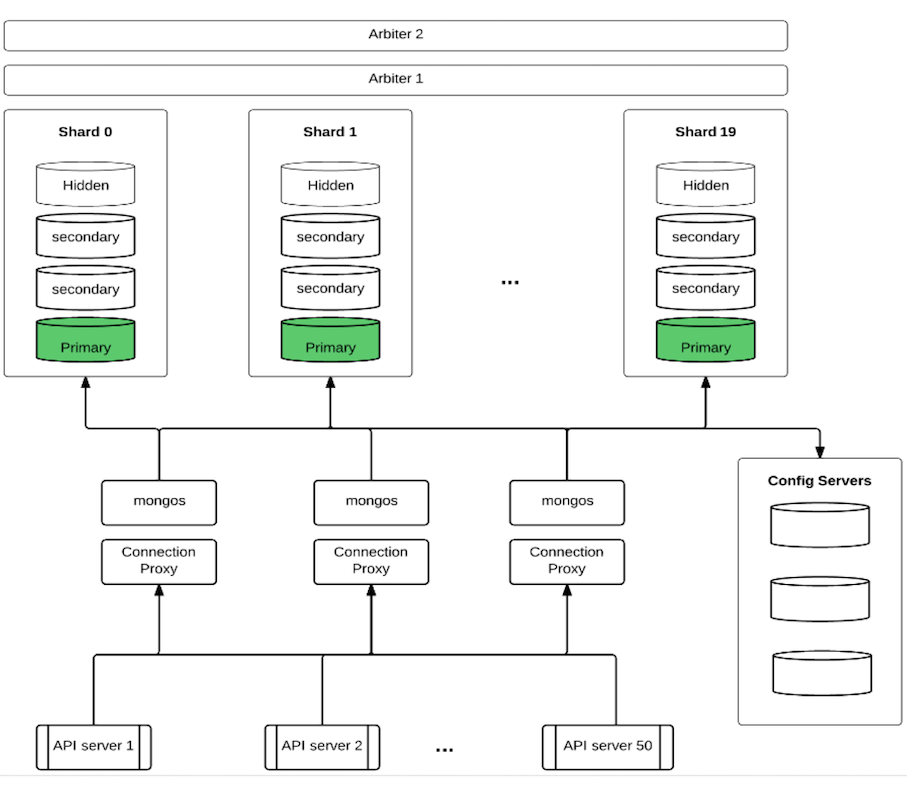 Arbiter 2
Arbiter 1
Shard 0
Shard 1
Shard 19
Hidden
Hidden
Hidden
secondary
secondary
secondary
...
secondary
secondary
secondary
Primary
Primary
Primary
Config Servers
mongos
mongos
mongos
Connection
Proxy
Connection
Proxy
Connection
Proxy
API server 1
API server 2
...
API server 50